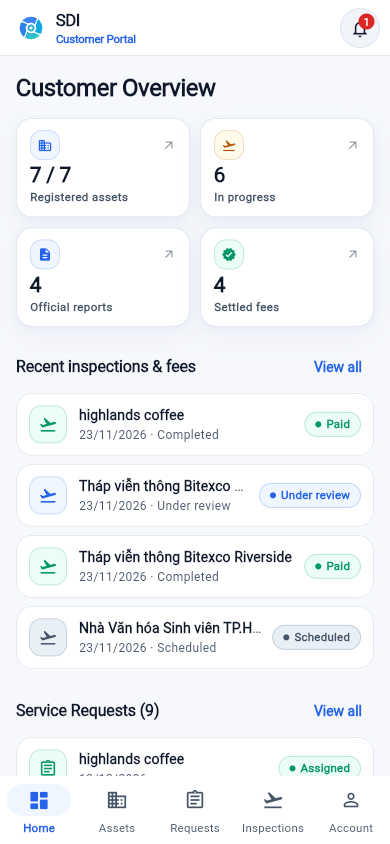 SDI
Customer Portal
1
Customer Overview
7 / 7
Registered assets
6
In progress
4
Official reports
4
Settled fees
Recent inspections & fees
View all
highlands coffee
23/11/2026 · Completed
Paid
Tháp viễn thông Bitexco ...
23/11/2026 · Under review
Under review
Tháp viễn thông Bitexco Riverside
23/11/2026 · Completed
Paid
Nhà Văn hóa Sinh viên TP.H...
23/11/2026 · Scheduled
Scheduled
Service Requests (9)
View all
highlands coffee
Assigned
Home
Assets
Requests
Inspections
Account